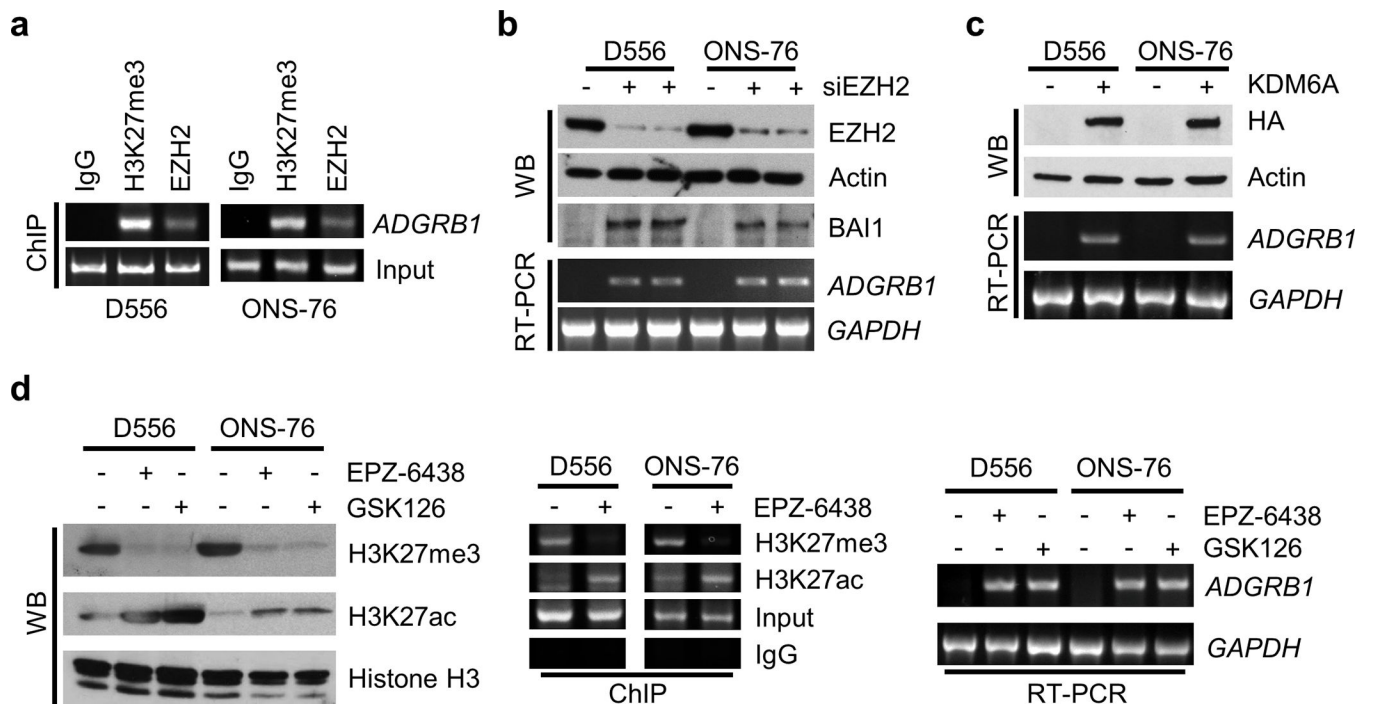 a
IgG
H3K27me3
EZH2
IgG
H3K27me3
EZH2
ChIP
ADGRB1
Input
D556
ONS-76
b
D556 ONS-76
- + + - + + siEZH2
WB
EZH2
Actin
BAI1
RT-PCR
ADGRB1
GAPDH
c
D556 ONS-76
- + - + KDM6A
WB
HA
Actin
RT-PCR
ADGRB1
GAPDH
d
D556 ONS-76
- + - - + - EPZ-6438
- - + - - + GSK126
WB
H3K27me3
H3K27ac
Histone H3
D556 ONS-76
- + - + EPZ-6438
H3K27me3
H3K27ac
Input
IgG
ChIP
D556 ONS-76
- + - - + - EPZ-6438
- - + - - + GSK126
ADGRB1
GAPDH
RT-PCR